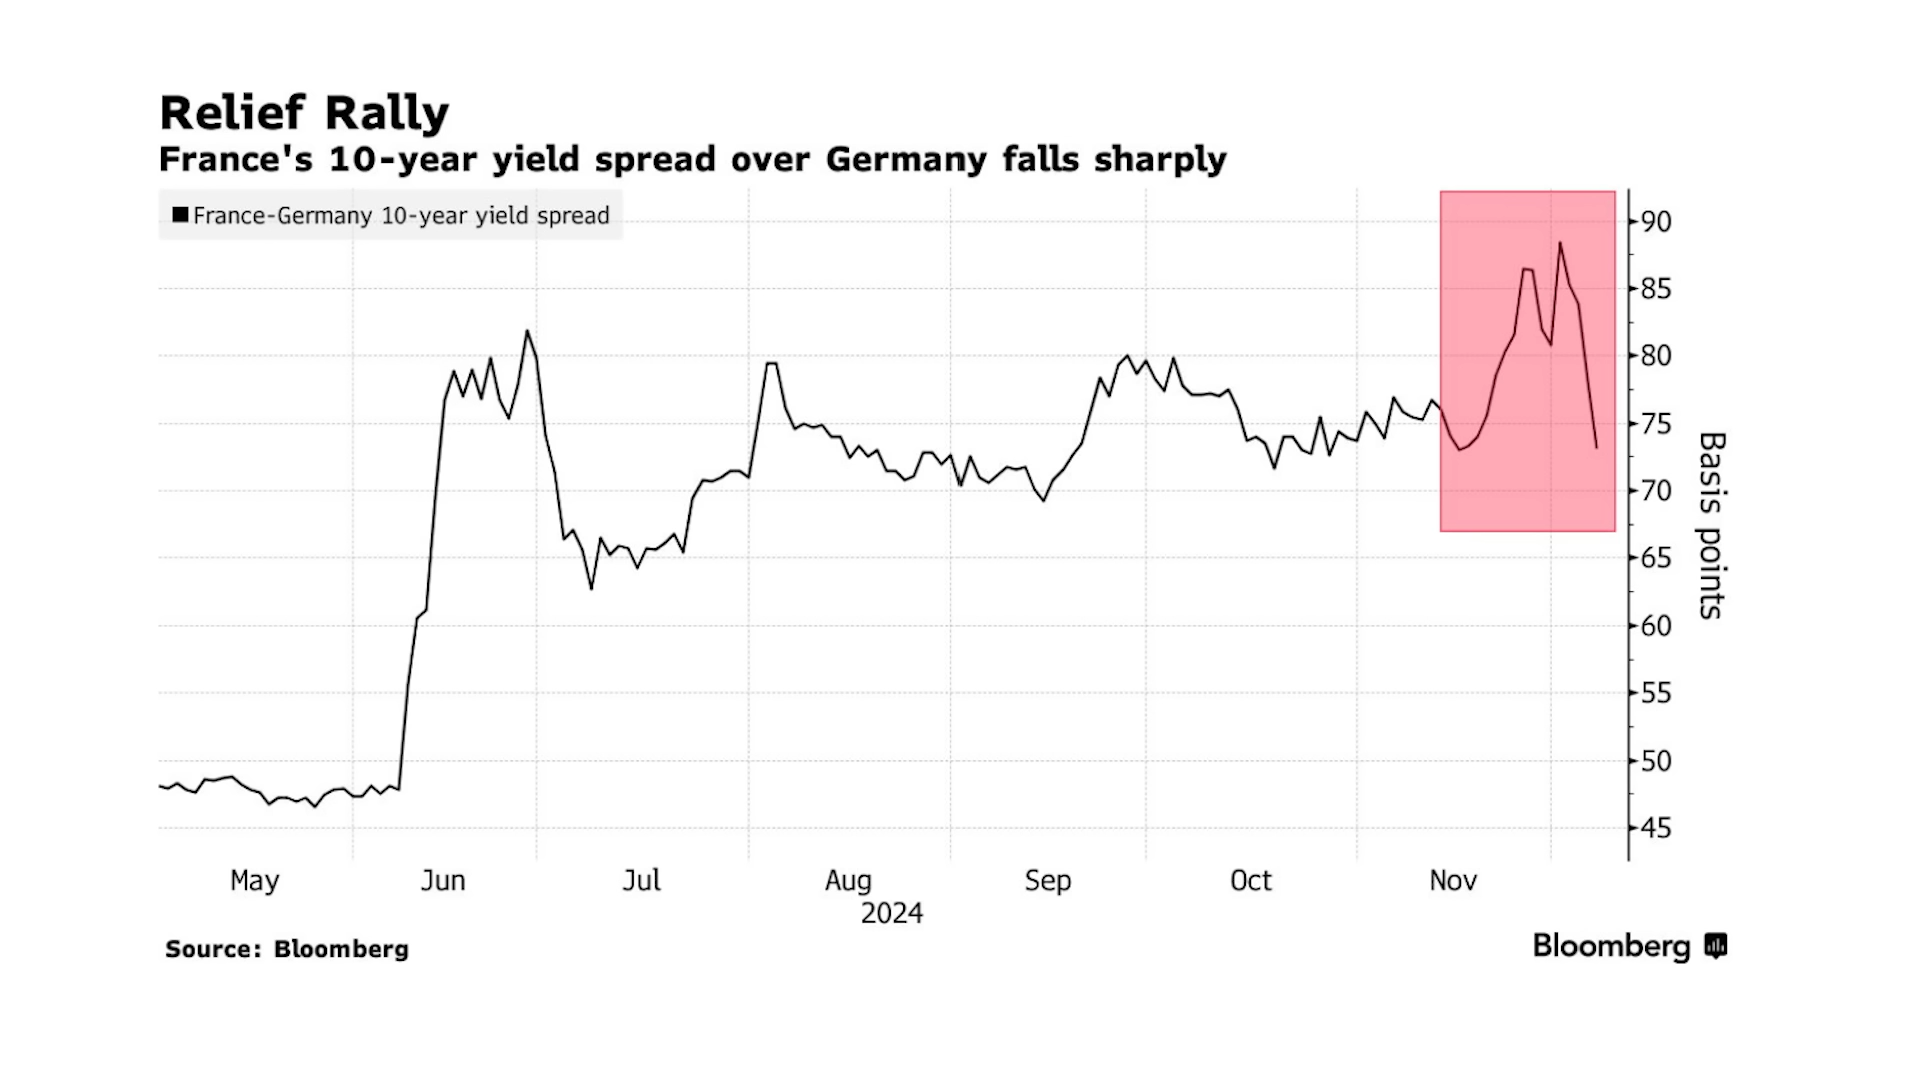 Relief Rally
France's 10-year yield spread over Germany falls sharply
France-Germany 10-year yield spread
90
85
80
75
70
65
60
55
50
45
Basis points
May Jun Jul Aug Sep Oct Nov
2024
Source: Bloomberg
Bloomberg